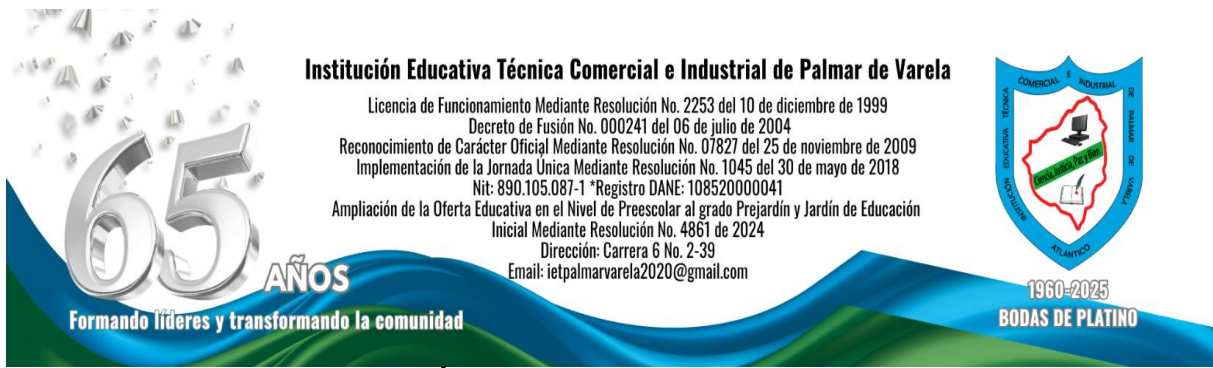 Institución Educativa Técnica Comercial e Industrial de Palmar de Varela
Licencia de Funcionamiento Mediante Resolución No. 2253 del 10 de diciembre de 1999
Decreto de Fusión No. 000241 del 06 de julio de 2004
Reconocimiento de Carácter Oficial Mediante Resolución No. 07827 del 25 de noviembre de 2009
Implementación de la Jornada Única Mediante Resolución No. 1045 del 30 de mayo de 2018
Nit: 890.105.087-1 *Registro DANE: 108520000041
Ampliación de la Oferta Educativa en el Nivel de Preescolar al grado Prejardín y Jardín de Educación
Inicial Mediante Resolución No. 4861 de 2024
Dirección: Carrera 6 No. 2-39
Email: ietpalmarvarela2020@gmail.com
65
AÑOS
Formando líderes y transformando la comunidad
INSTITUCIÓN EDUCATIVA TÉCNICA
COMERCIAL E INDUSTRIAL
DE PALMAR DE VARELA
Ciencia, Justicia, Paz y Bien
ATLÁNTICO
1960-2025
BODAS DE PLATINO